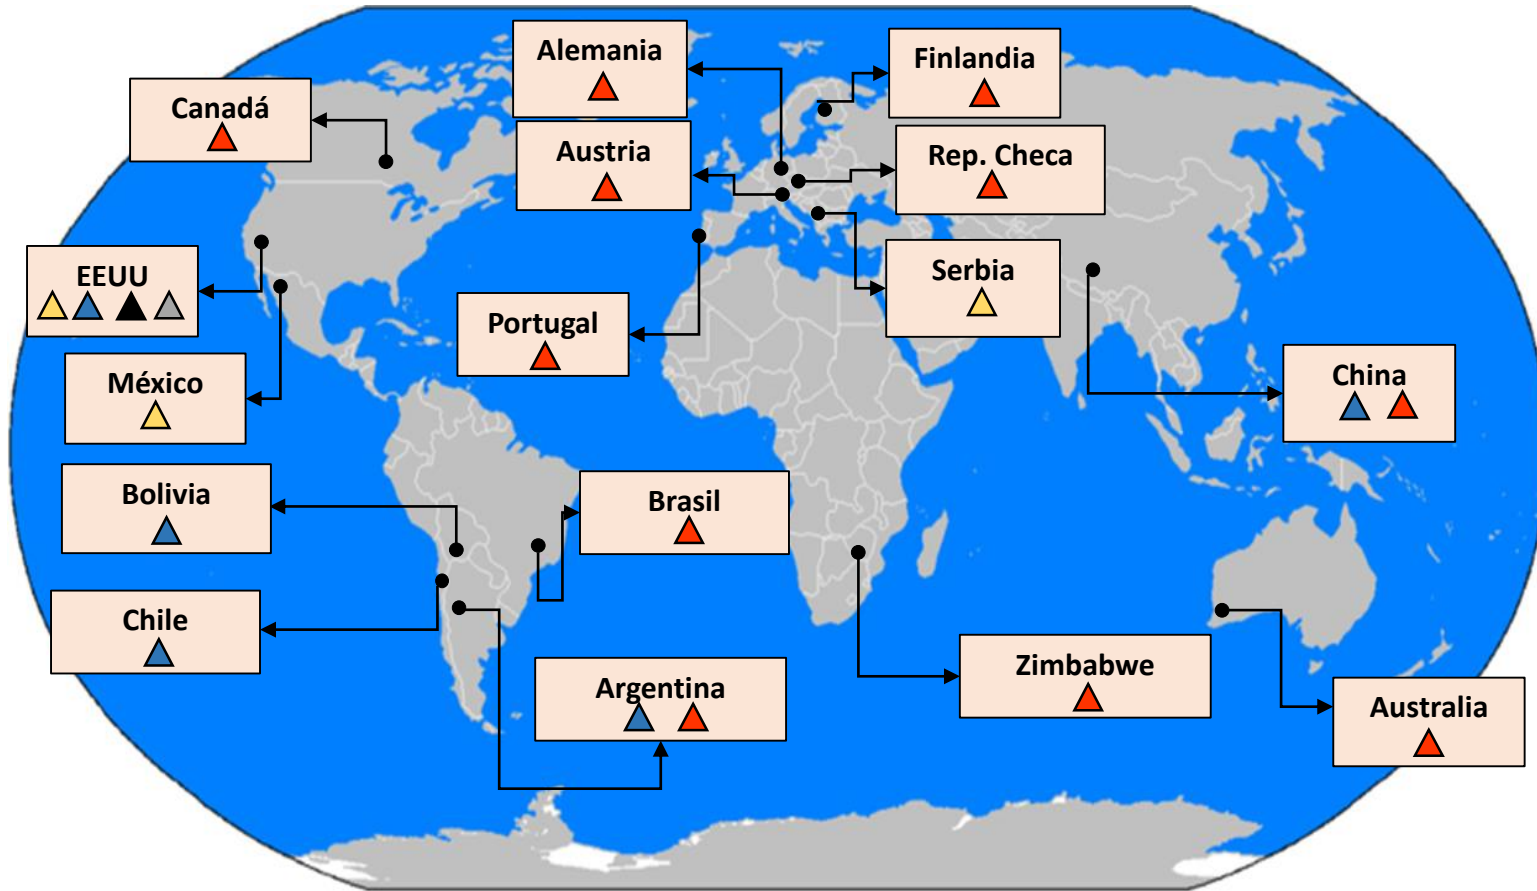 Alemania
Finlandia
Canadá
Austria
Rep. Checa
EEUU
Serbia
Portugal
México
China
Bolivia
Brasil
Chile
Argentina
Zimbabwe
Australia